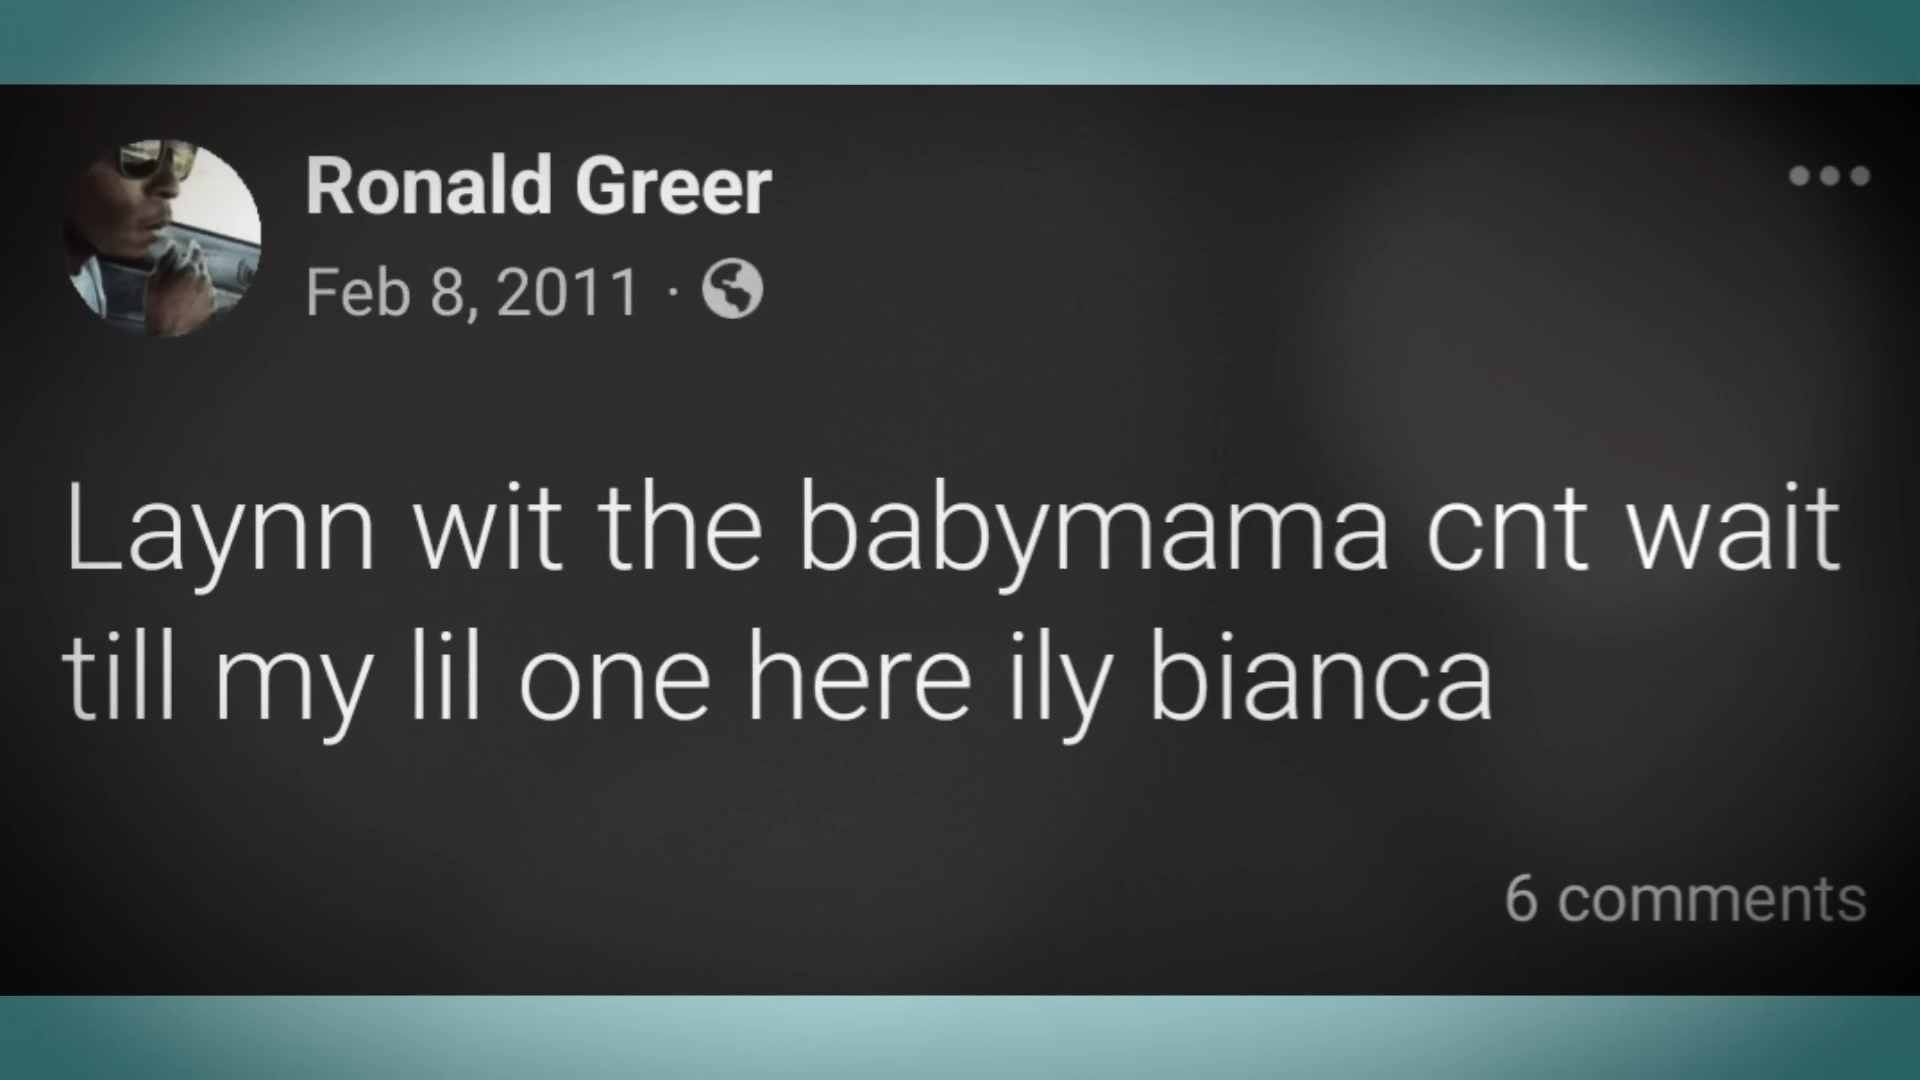 Ronald Greer
Feb 8, 2011 ·
Laynn wit the babymama cnt wait
till my lil one here ily bianca
6 comments